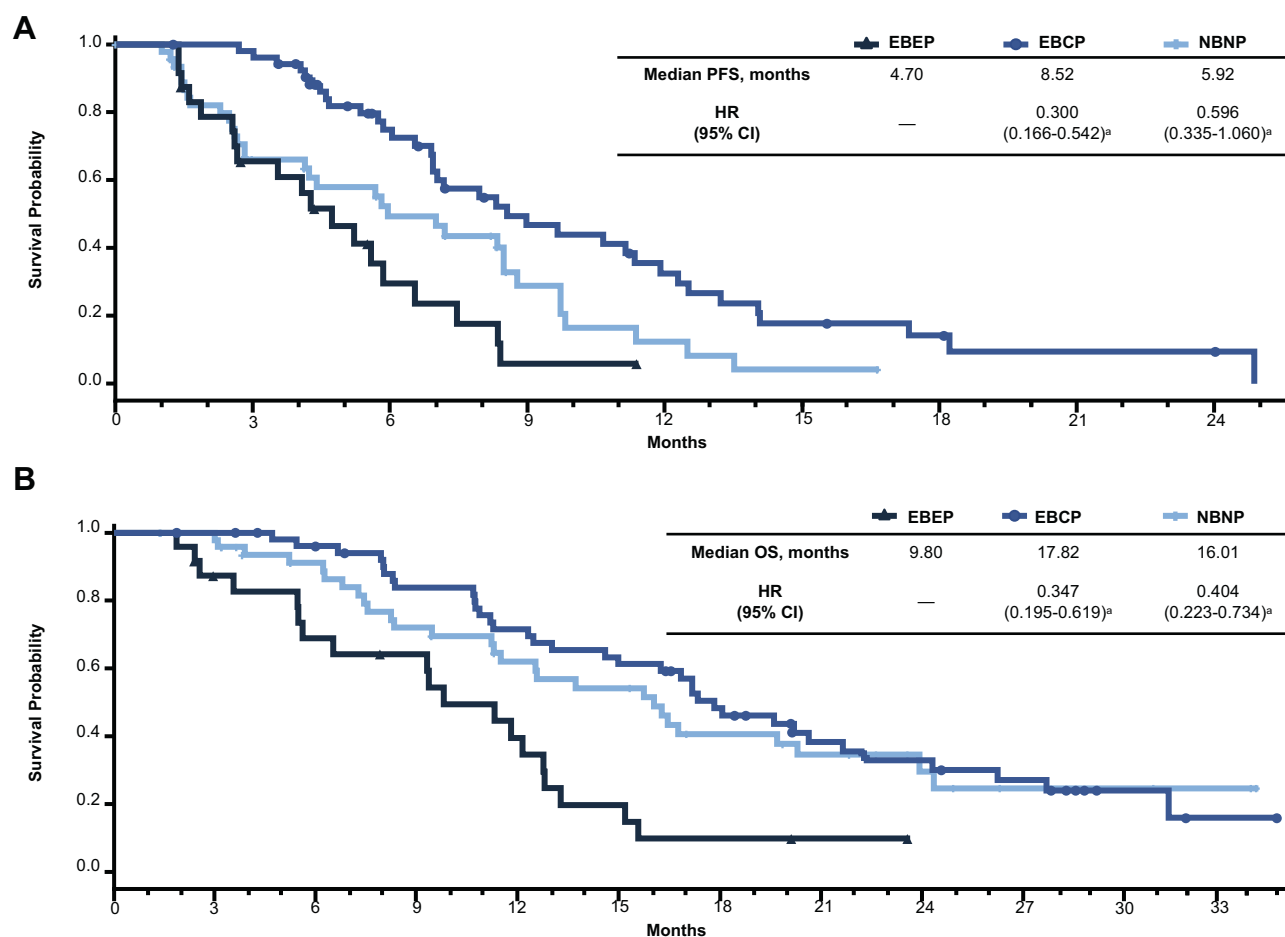 A
EBEP EBCP NBNP
Median PFS, months 4.70 8.52 5.92
HR (95% CI) — 0.300 (0.166-0.542)ᵃ 0.596 (0.335-1.060)ᵃ
Survival Probability
1.0
0.8
0.6
0.4
0.2
0.0
0 3 6 9 12 15 18 21 24
Months
B
EBEP EBCP NBNP
Median OS, months 9.80 17.82 16.01
HR (95% CI) — 0.347 (0.195-0.619)ᵃ 0.404 (0.223-0.734)ᵃ
Survival Probability
1.0
0.8
0.6
0.4
0.2
0.0
0 3 6 9 12 15 18 21 24 27 30 33
Months